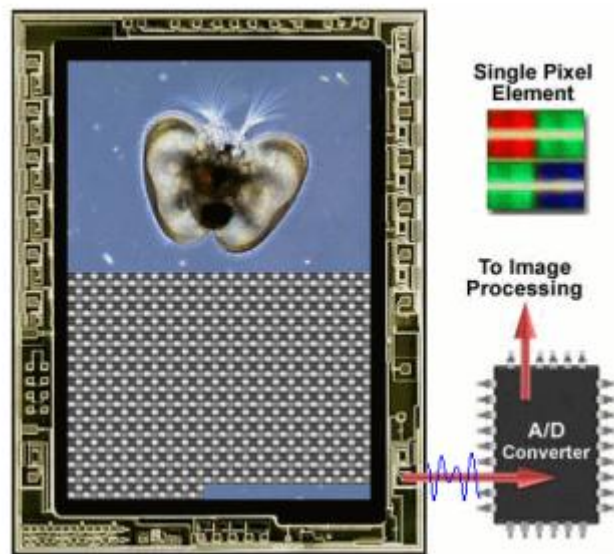 Single Pixel
Element
To Image
Processing
A/D
Converter